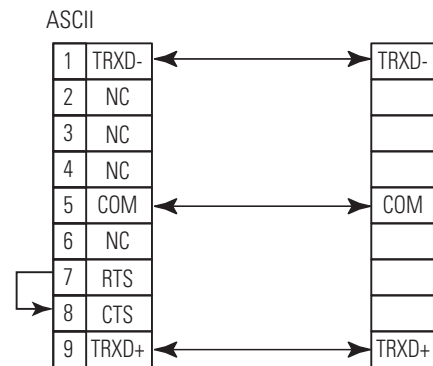 ASCII
1 TRXD- TRXD-
2 NC
3 NC
4 NC
5 COM COM
6 NC
7 RTS
8 CTS
9 TRXD+ TRXD+